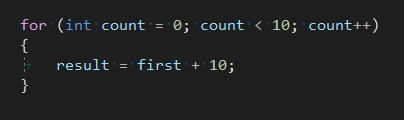 for (int count = 0; count < 10; count++)
{
    result = first + 10;
}